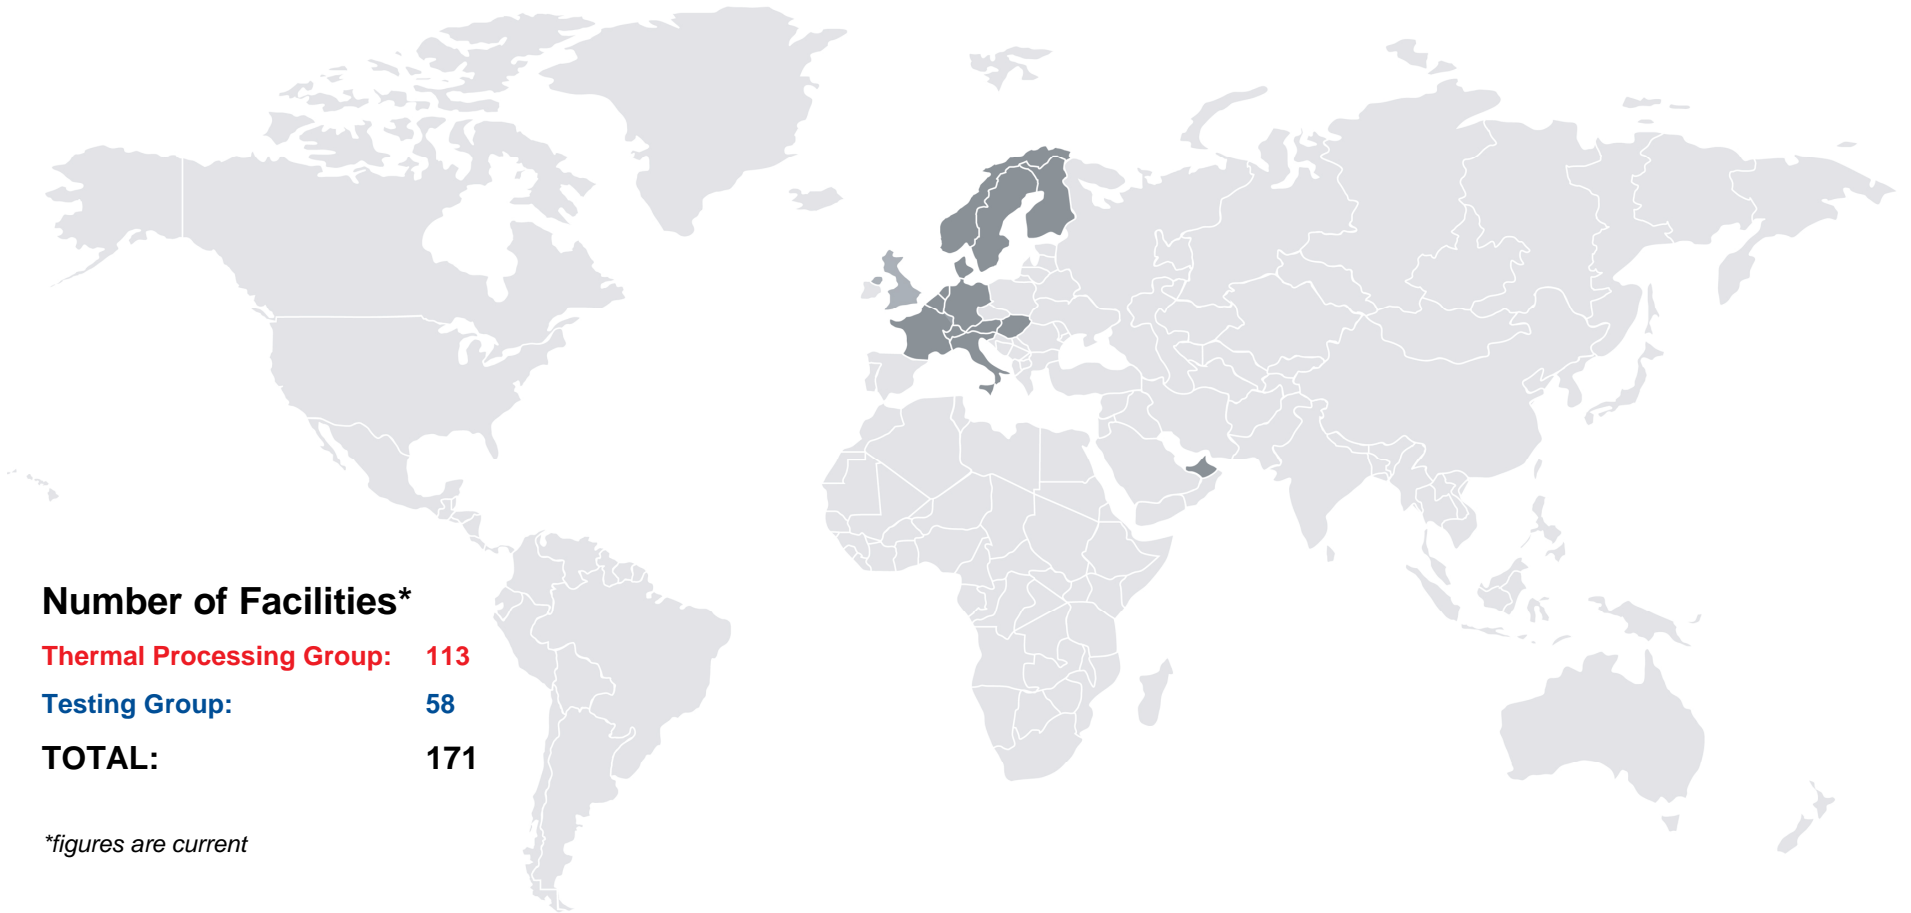 Number of Facilities*
Thermal Processing Group: 113
Testing Group: 58
TOTAL: 171
*figures are current